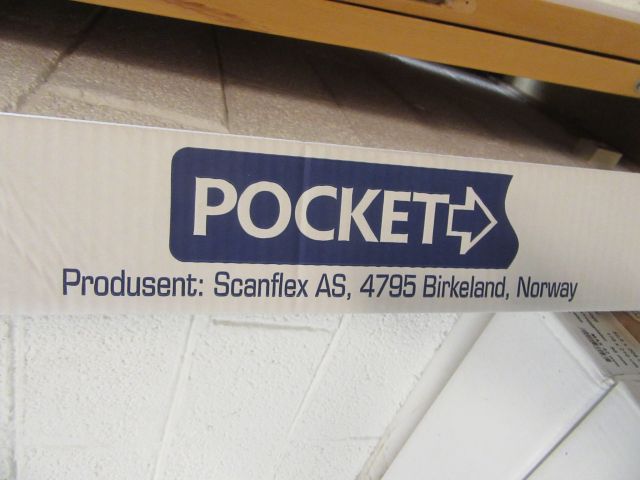 POCKET
Produsent: Scanflex AS, 4795 Birkeland, Norway